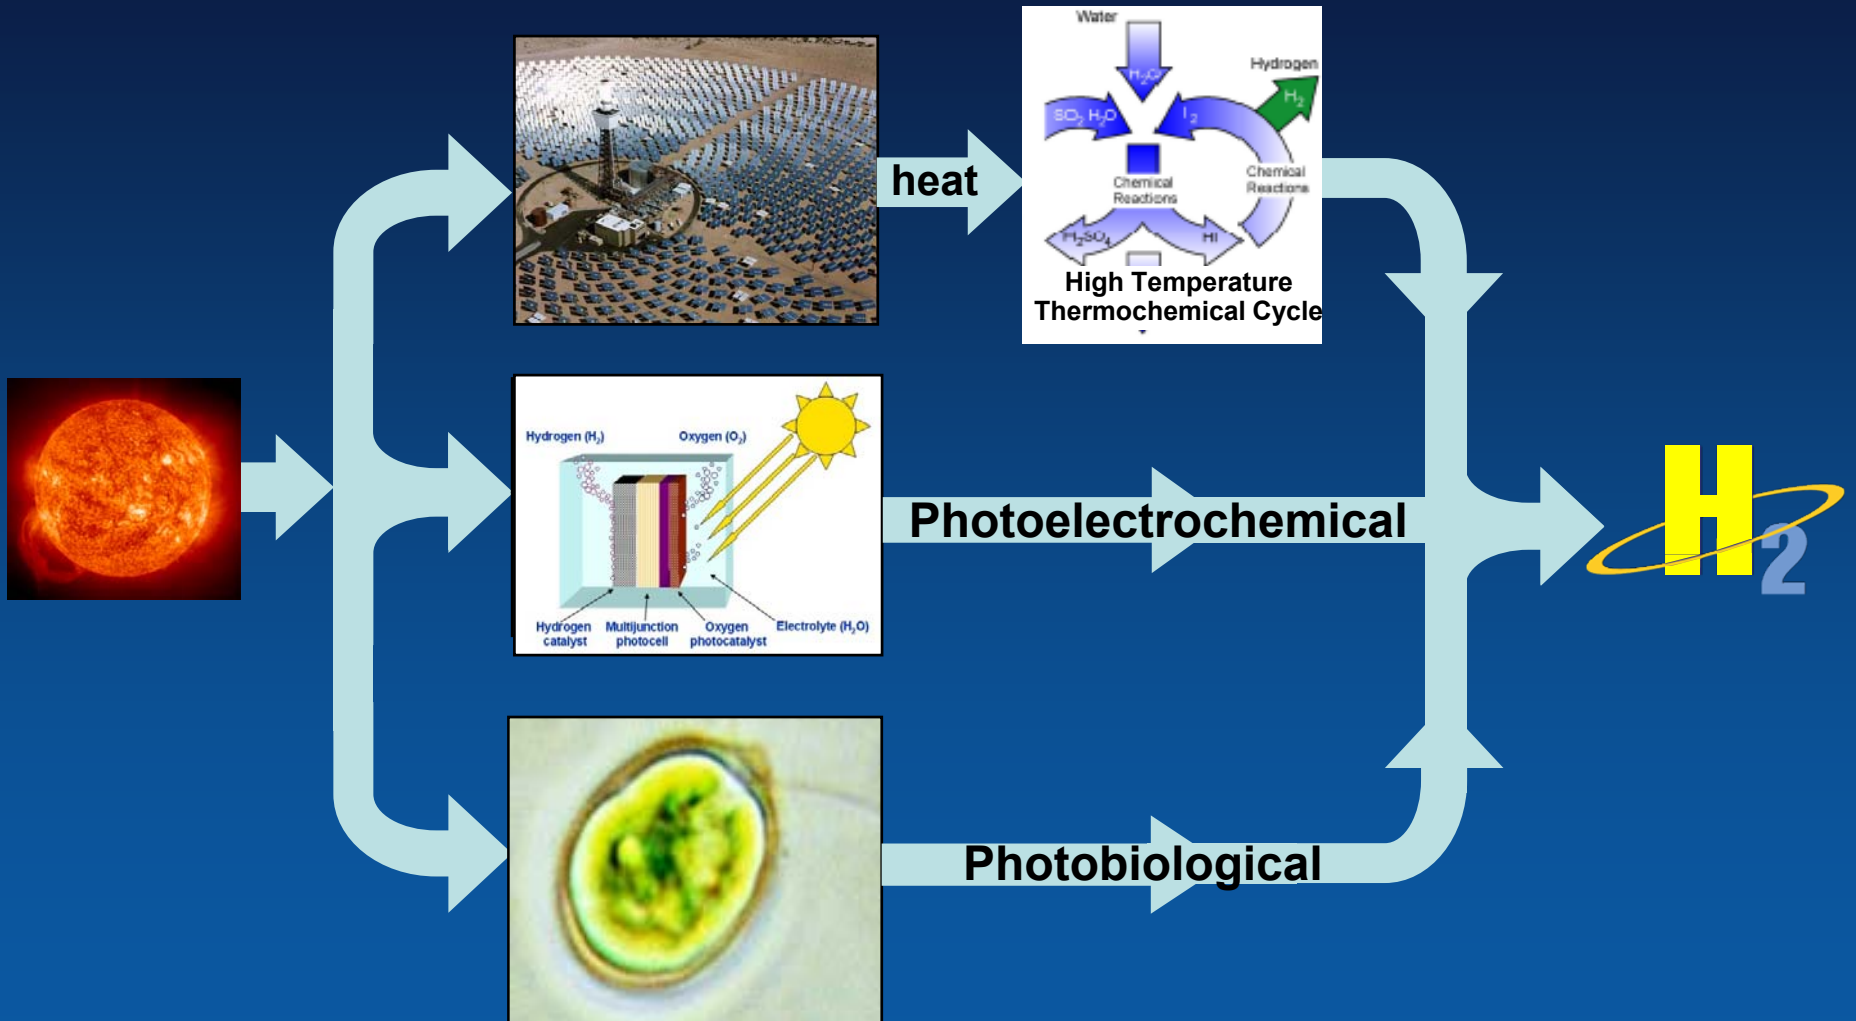 Water
H₂O
Hydrogen
H₂
SO₂ H₂O
I₂
heat
Chemical
Reactions
Chemical
Reactions
H₂SO₄
HI
High Temperature
Thermochemical Cycle
Hydrogen (H₂)
Oxygen (O₂)
Hydrogen
catalyst
Multijunction
photocell
Oxygen
photocatalyst
Electrolyte (H₂O)
Photoelectrochemical
H2
Photobiological